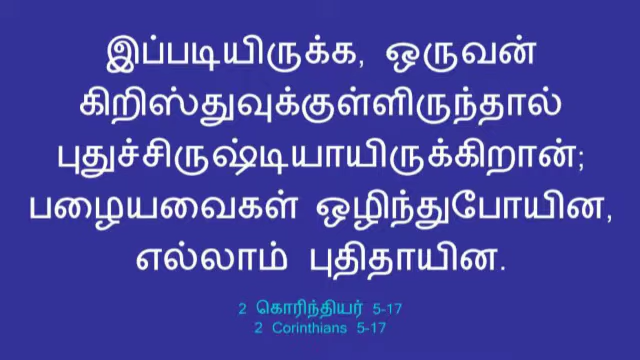 இப்படியிருக்க, ஒருவன்
கிறிஸ்துவுக்குள்ளிருந்தால்
புதுச்சிருஷ்டியாயிருக்கிறான்;
பழையவைகள் ஒழிந்துபோயின,
எல்லாம் புதிதாயின.
2 கொரிந்தியர் 5-17
2 Corinthians 5-17